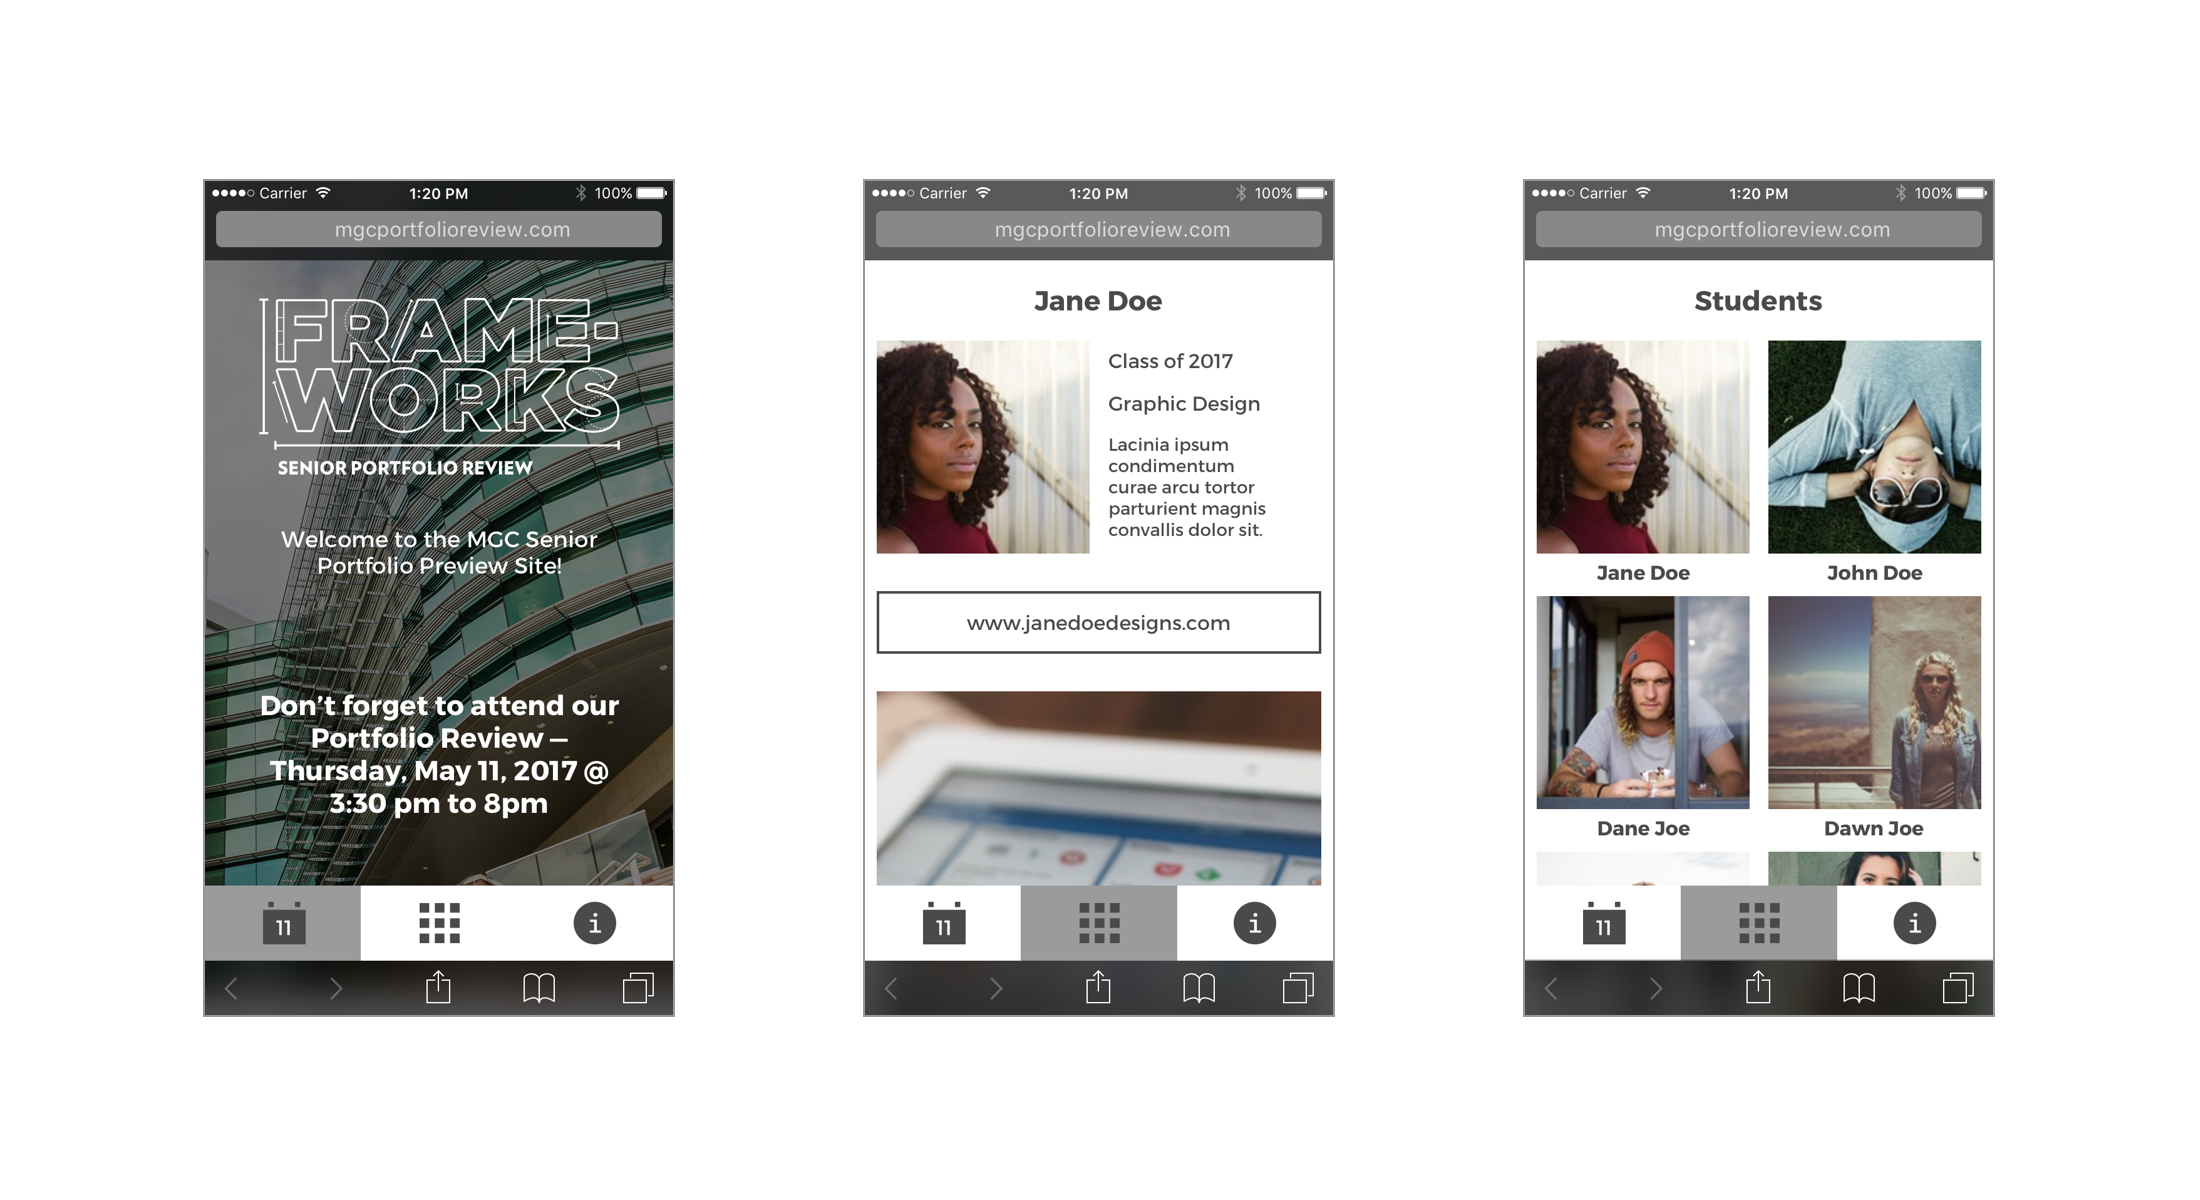 Carrier 1:20 PM 100%
mgcportfolioreview.com
FRAME-
WORKS
SENIOR PORTFOLIO REVIEW
Welcome to the MGC Senior
Portfolio Preview Site!
Don't forget to attend our
Portfolio Review —
Thursday, May 11, 2017 @
3:30 pm to 8pm
11
i
Carrier 1:20 PM 100%
mgcportfolioreview.com
Jane Doe
Class of 2017
Graphic Design
Lacinia ipsum
condimentum
curae arcu tortor
parturient magnis
convallis dolor sit.
www.janedoedesigns.com
11
i
Carrier 1:20 PM 100%
mgcportfolioreview.com
Students
Jane Doe
John Doe
Dane Joe
Dawn Joe
11
i